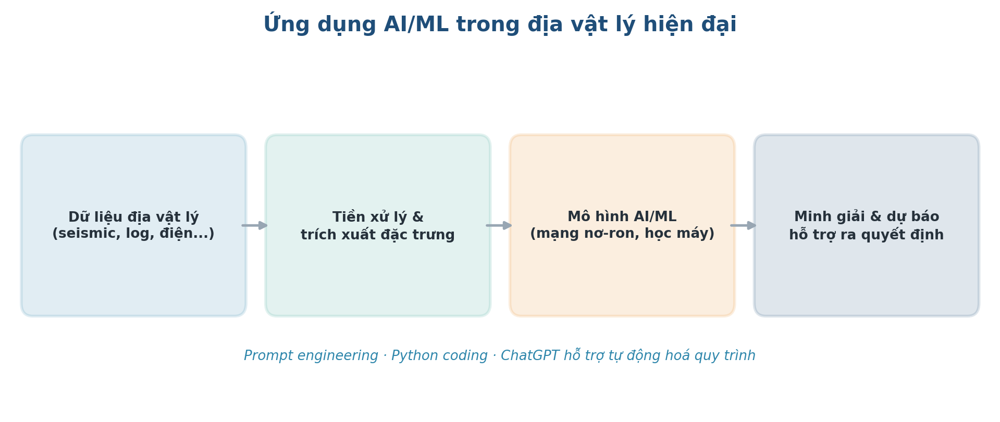 Ứng dụng AI/ML trong địa vật lý hiện đại
Dữ liệu địa vật lý
(seismic, log, điện...)
Tiền xử lý &
trích xuất đặc trưng
Mô hình AI/ML
(mạng nơ-ron, học máy)
Minh giải & dự báo
hỗ trợ ra quyết định
Prompt engineering · Python coding · ChatGPT hỗ trợ tự động hoá quy trình